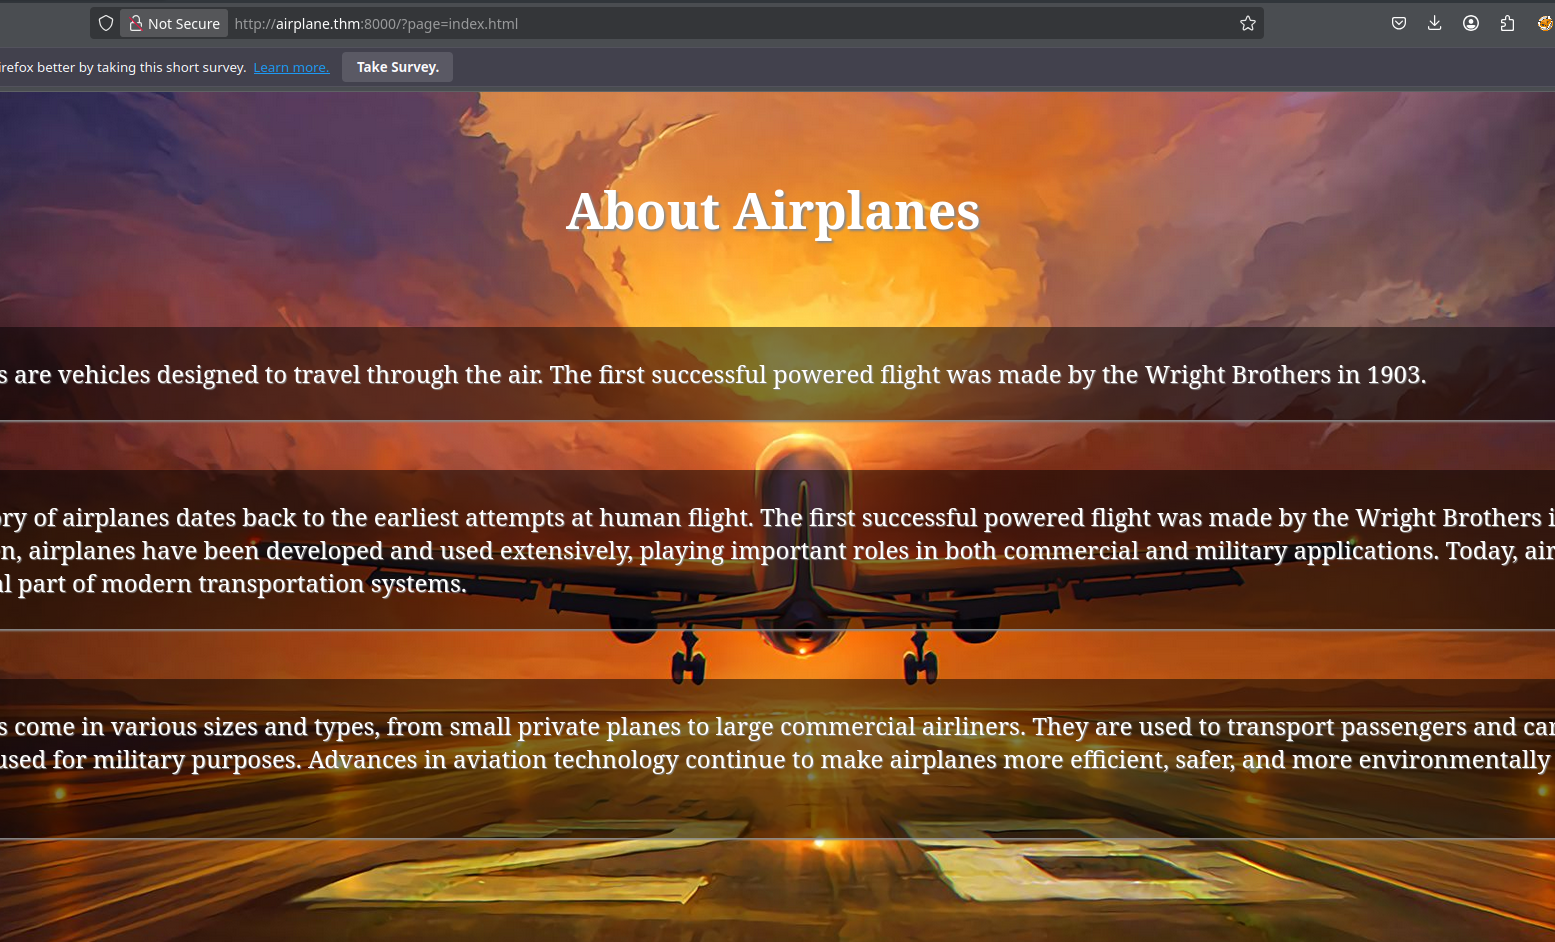 Not Secure http://airplane.thm:8000/?page=index.html
irefox better by taking this short survey. Learn more. Take Survey.
About Airplanes
s are vehicles designed to travel through the air. The first successful powered flight was made by the Wright Brothers in 1903.
ory of airplanes dates back to the earliest attempts at human flight. The first successful powered flight was made by the Wright Brothers i
n, airplanes have been developed and used extensively, playing important roles in both commercial and military applications. Today, air
al part of modern transportation systems.
s come in various sizes and types, from small private planes to large commercial airliners. They are used to transport passengers and car
used for military purposes. Advances in aviation technology continue to make airplanes more efficient, safer, and more environmentally